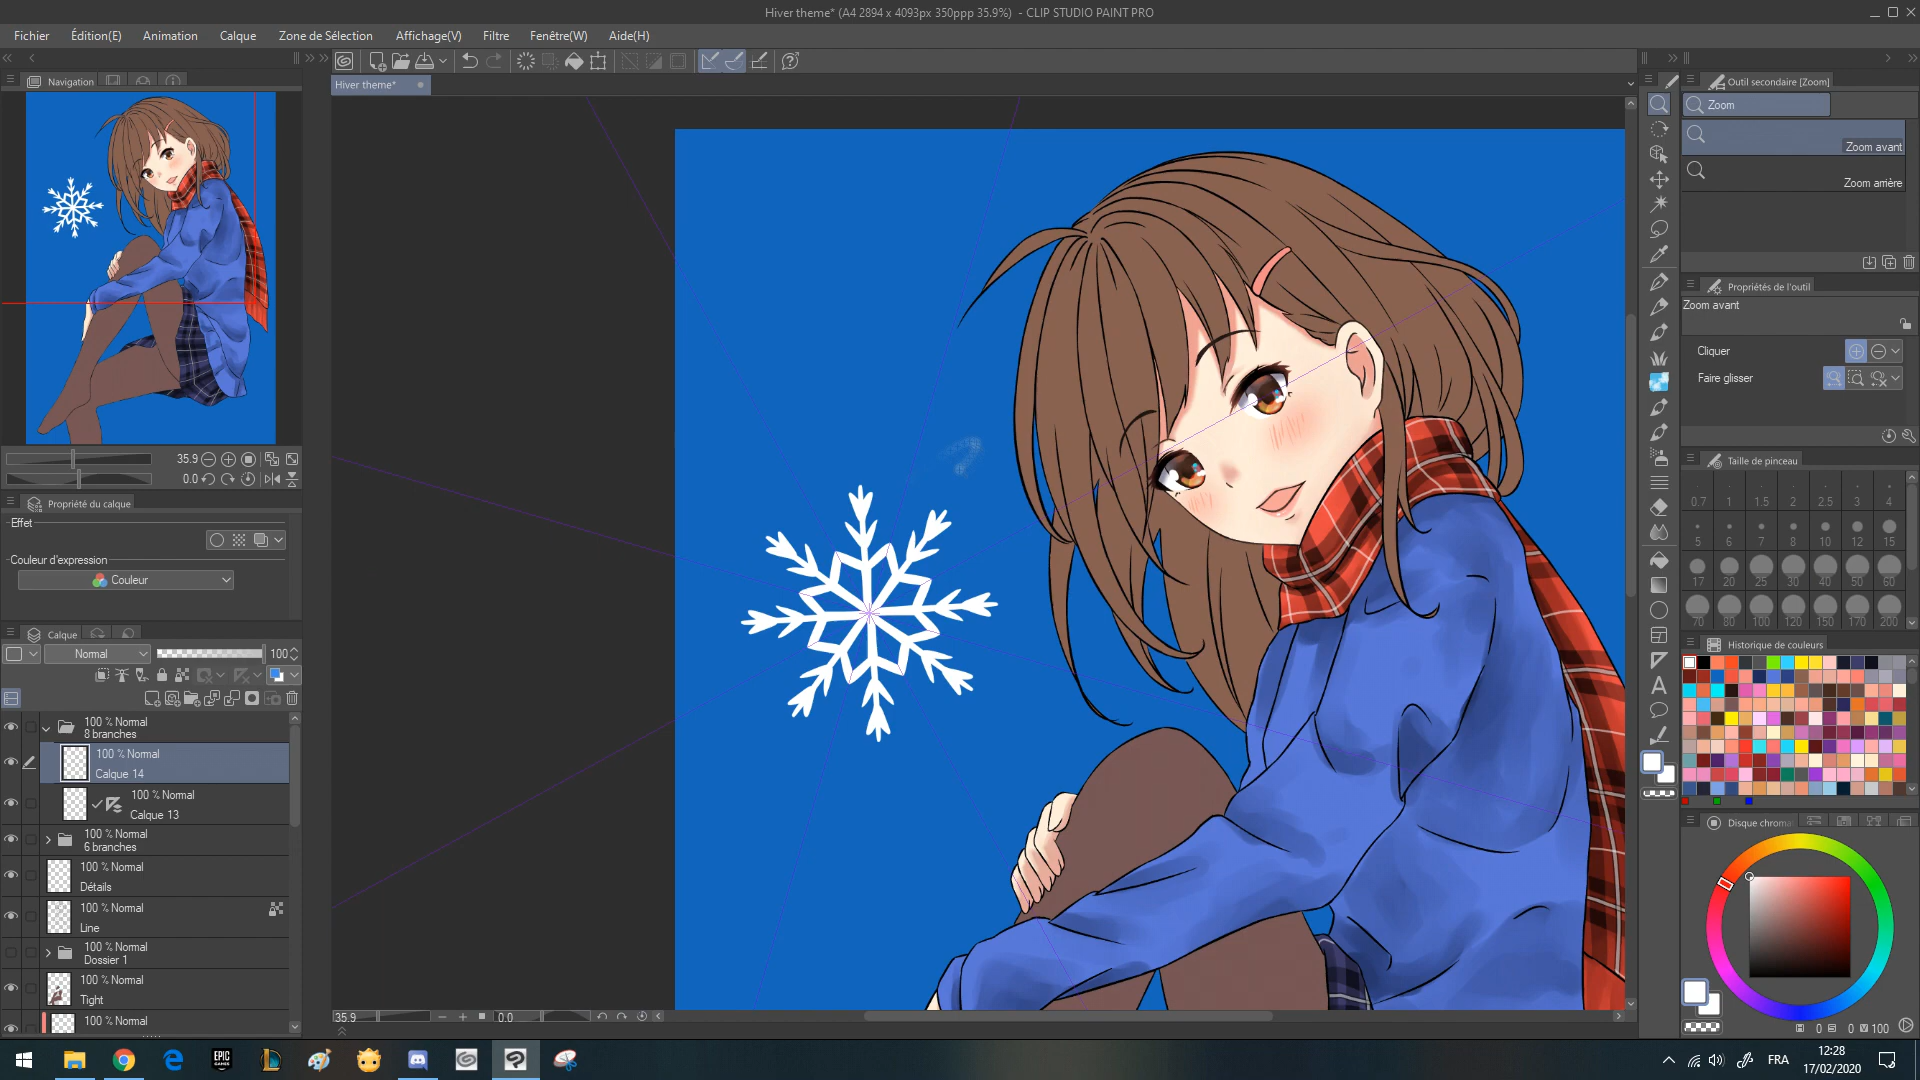 Hiver theme* (A4 2894 x 4093px 350ppp 35.9%) - CLIP STUDIO PAINT PRO
Fichier Édition(E) Animation Calque Zone de Sélection Affichage(V) Filtre Fenêtre(W) Aide(H)
Navigation
Hiver theme*
35.9
0.0
Propriété du calque
Effet
Couleur d'expression
Couleur
Calque
Normal 100
100 % Normal
8 branches
100 % Normal
Calque 14
100 % Normal
Calque 13
100 % Normal
6 branches
100 % Normal
Détails
100 % Normal
Line
100 % Normal
Dossier 1
100 % Normal
Tight
100 % Normal
35.9 0.0
Outil secondaire [Zoom]
Zoom
Zoom avant
Zoom arrière
Propriétés de l'outil
Zoom avant
Cliquer
Faire glisser
Taille de pinceau
0.7 1 1.5 2 2.5 3 4
5 6 7 8 10 12 15
17 20 25 30 40 50 60
70 80 100 120 150 170 200
Historique de couleurs
Disque chroma
0 0 100
EPIC GAMES
FRA
12:28
17/02/2020